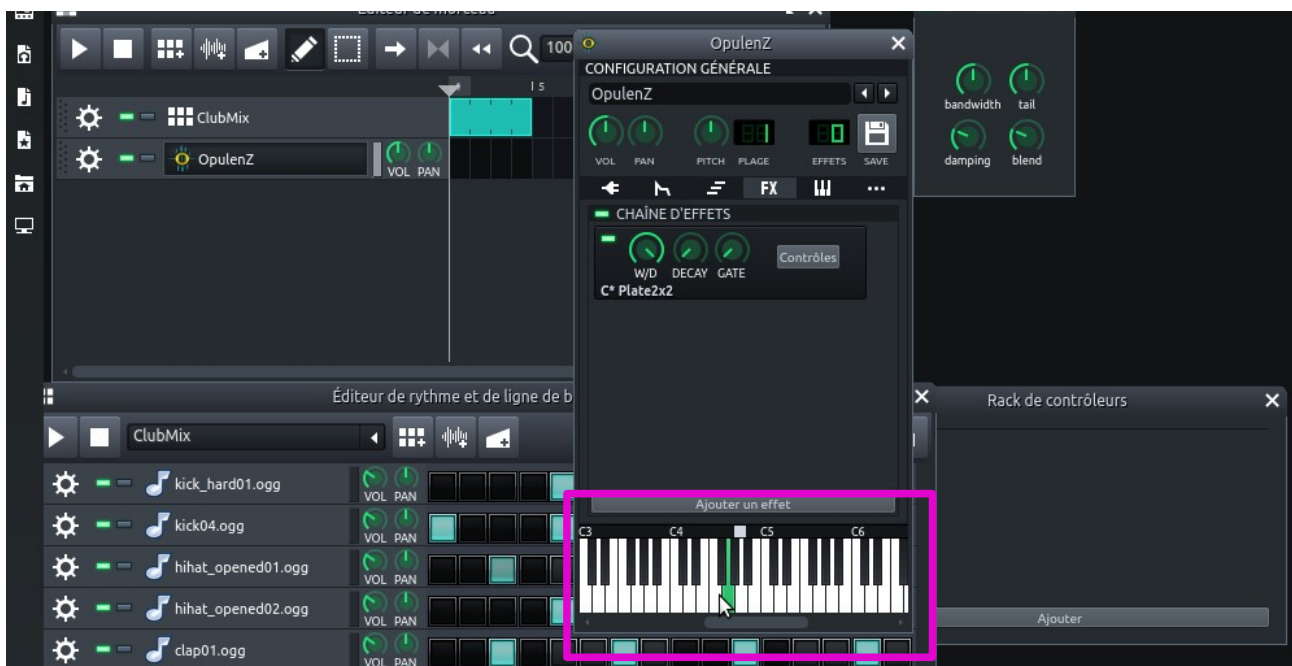 Éditeur de morceau
100
I 5
ClubMix
OpulenZ
VOL PAN
OpulenZ
CONFIGURATION GÉNÉRALE
OpulenZ
VOL PAN PITCH PLAGE EFFETS SAVE
1 0
FX
CHAÎNE D'EFFETS
W/D DECAY GATE
Contrôles
C* Plate2x2
Ajouter un effet
C3 C4 C5 C6
bandwidth tail
damping blend
Éditeur de rythme et de ligne de b
ClubMix
kick_hard01.ogg
VOL PAN
kick04.ogg
VOL PAN
hihat_opened01.ogg
VOL PAN
hihat_opened02.ogg
VOL PAN
clap01.ogg
VOL PAN
Rack de contrôleurs
Ajouter